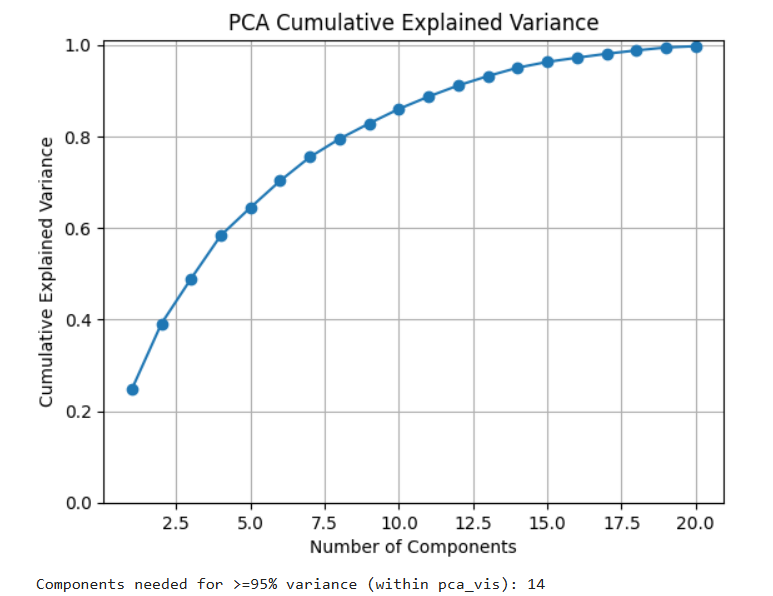 PCA Cumulative Explained Variance
1.0
0.8
0.6
0.4
0.2
0.0
Cumulative Explained Variance
2.5 5.0 7.5 10.0 12.5 15.0 17.5 20.0
Number of Components
Components needed for >=95% variance (within pca_vis): 14